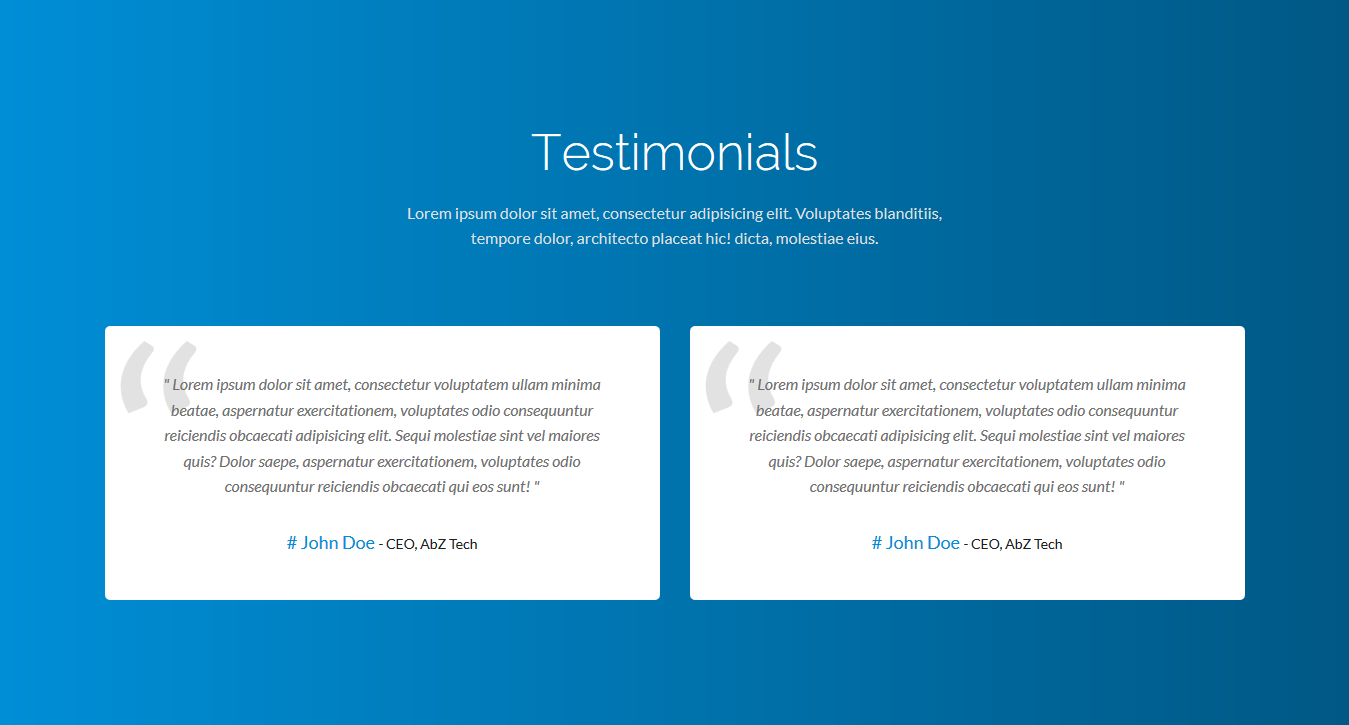 Testimonials
Lorem ipsum dolor sit amet, consectetur adipisicing elit. Voluptates blanditiis,
tempore dolor, architecto placeat hic! dicta, molestiae eius.
“
" Lorem ipsum dolor sit amet, consectetur voluptatem ullam minima
beatae, aspernatur exercitationem, voluptates odio consequuntur
reiciendis obcaecati adipisicing elit. Sequi molestiae sint vel maiores
quis? Dolor saepe, aspernatur exercitationem, voluptates odio
consequuntur reiciendis obcaecati qui eos sunt! "
# John Doe - CEO, AbZ Tech
“
" Lorem ipsum dolor sit amet, consectetur voluptatem ullam minima
beatae, aspernatur exercitationem, voluptates odio consequuntur
reiciendis obcaecati adipisicing elit. Sequi molestiae sint vel maiores
quis? Dolor saepe, aspernatur exercitationem, voluptates odio
consequuntur reiciendis obcaecati qui eos sunt! "
# John Doe - CEO, AbZ Tech